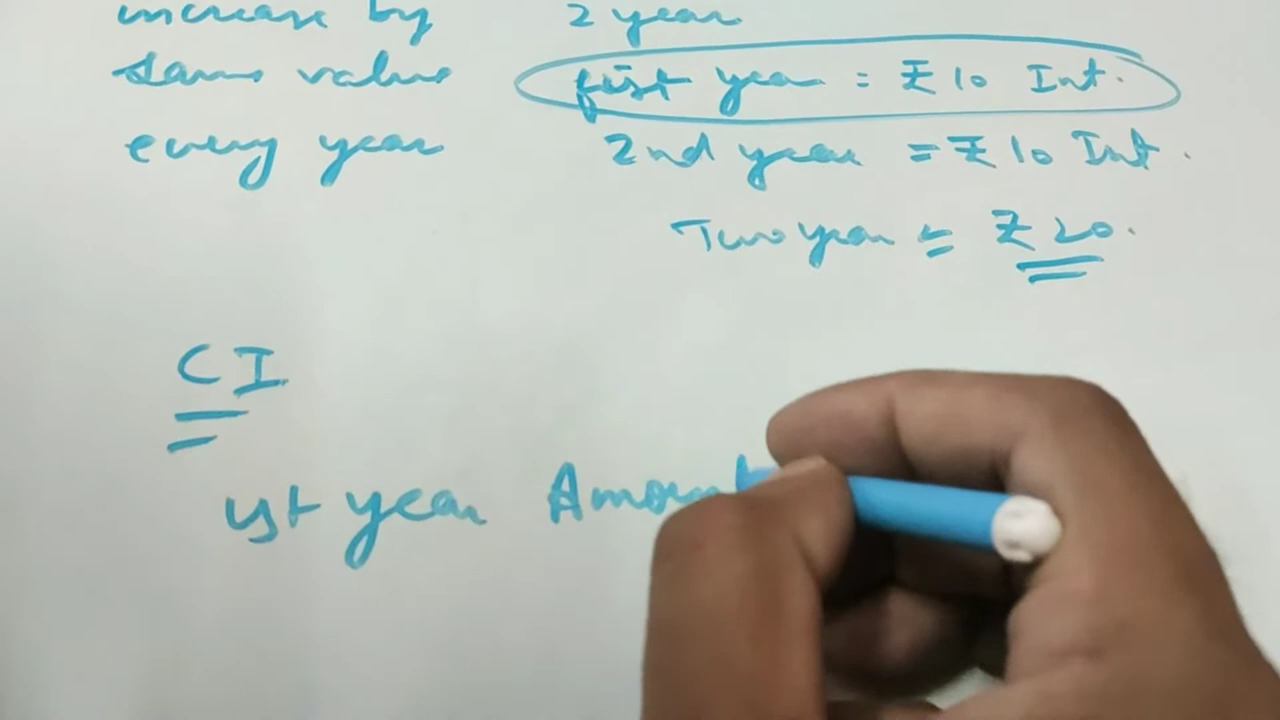 increase by 2 year
same value first year = ₹ 10 Int.
every year 2nd year = ₹ 10 Int.
Two year = ₹ 20.
CI
1st year Amount